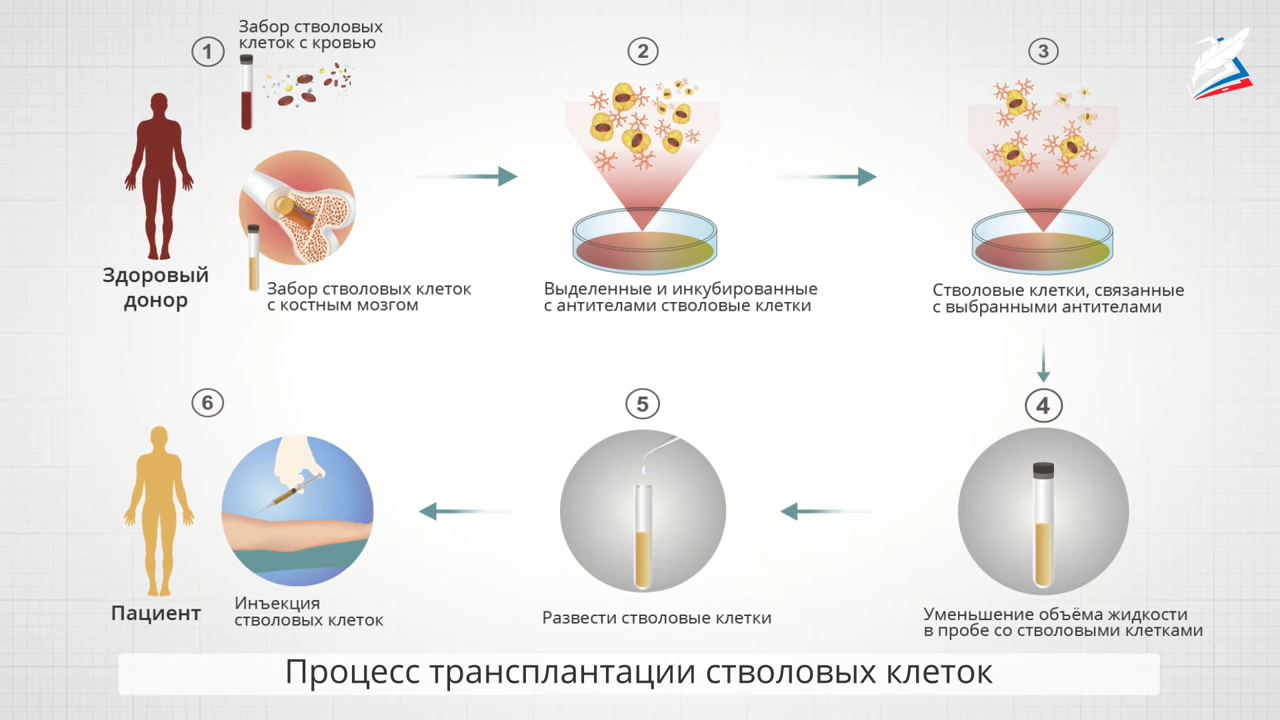 1
Забор стволовых
клеток с кровью
Здоровый
донор
Забор стволовых клеток
с костным мозгом
2
Выделенные и инкубированные
с антителами стволовые клетки
3
Стволовые клетки, связанные
с выбранными антителами
4
Уменьшение объёма жидкости
в пробе со стволовыми клетками
5
Развести стволовые клетки
6
Пациент
Инъекция
стволовых клеток
Процесс трансплантации стволовых клеток